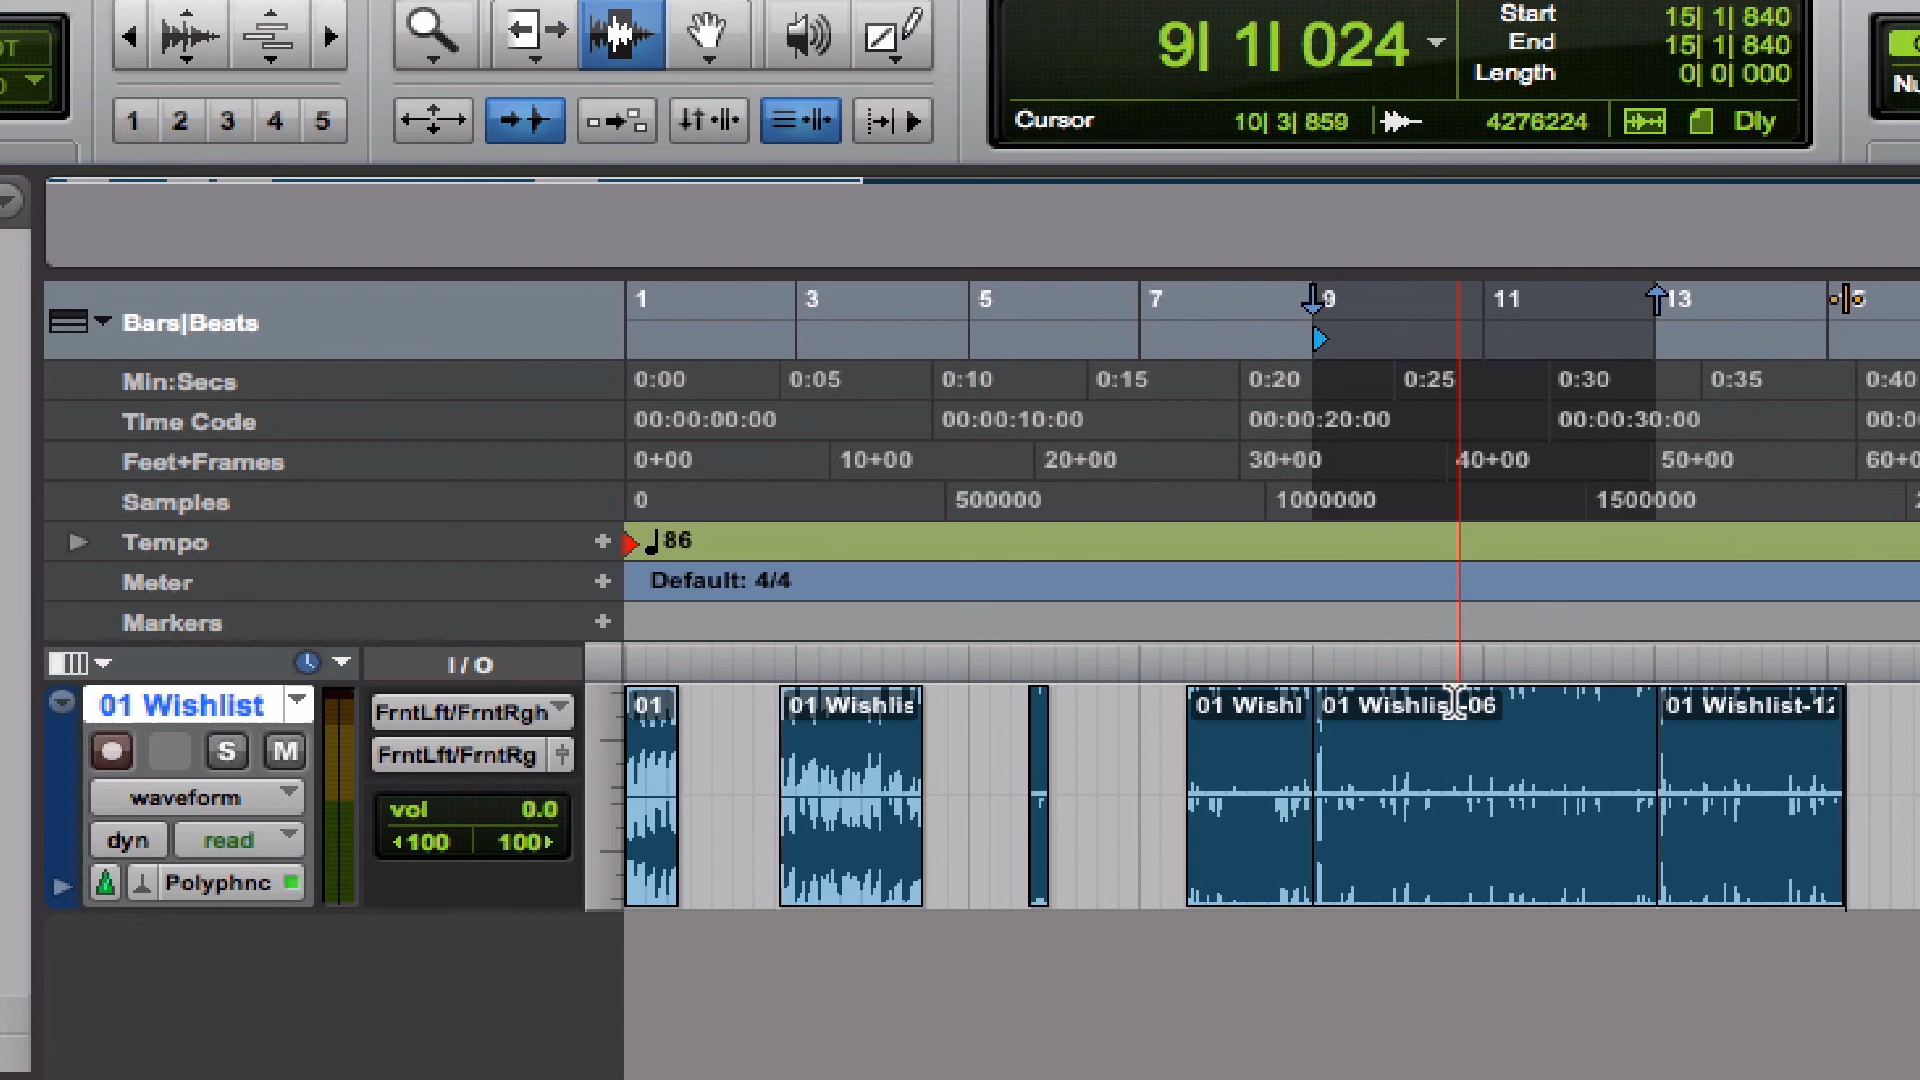 Start 15| 1| 840
9| 1| 024
End 15| 1| 840
Length 0| 0| 000
1 2 3 4 5
Cursor 10| 3| 859 4276224 Dly
Bars|Beats 1 3 5 7 9 11 13
Min:Secs 0:00 0:05 0:10 0:15 0:20 0:25 0:30 0:35 0:40
Time Code 00:00:00:00 00:00:10:00 00:00:20:00 00:00:30:00 00:0
Feet+Frames 0+00 10+00 20+00 30+00 40+00 50+00 60+0
Samples 0 500000 1000000 1500000
Tempo + 86
Meter + Default: 4/4
Markers +
I / O
01 Wishlist
FrntLft/FrntRgh
01 01 Wishlis 01 Wishl 01 Wishlis -06 01 Wishlist-12
S M
FrntLft/FrntRg
waveform
vol 0.0
dyn read
100 100
Polyphnc